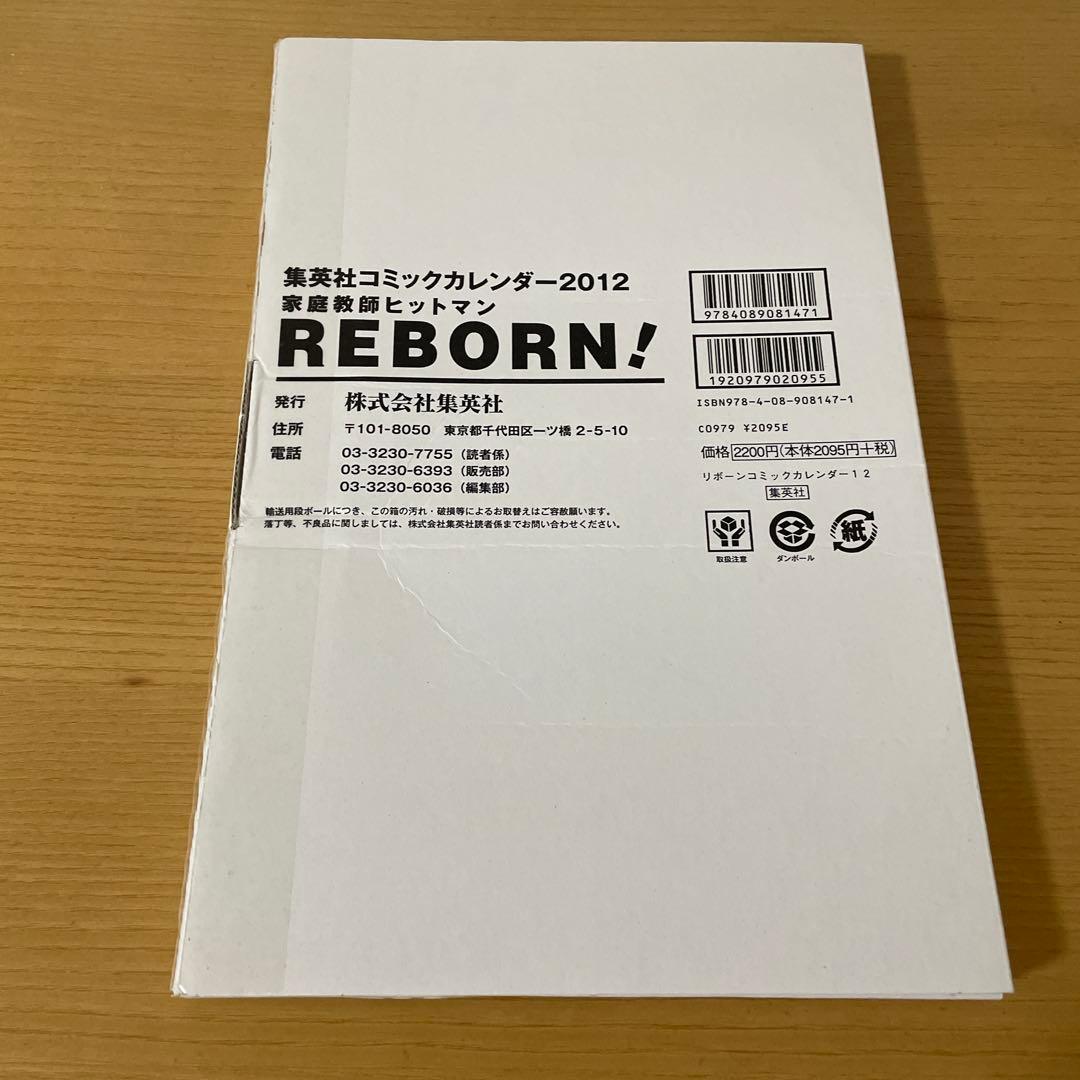 集英社コミックカレンダー2012
家庭教師ヒットマン
REBORN!
発行 株式会社集英社
住所 〒101-8050 東京都千代田区一ツ橋 2-5-10
電話 03-3230-7755（読者係）
03-3230-6393（販売部）
03-3230-6036（編集部）
輸送用段ボールにつき、この箱の汚れ・破損等によるお取替えはご容赦願います。
落丁等、不良品に関しましては、株式会社集英社読者係までお問い合わせください。
9784089081471
1920979020955
ISBN978-4-08-908147-1
C0979 ¥2095E
価格 2200円(本体2095円十税)
リボーンコミックカレンダー12
集英社
取扱注意
ダンボール
紙